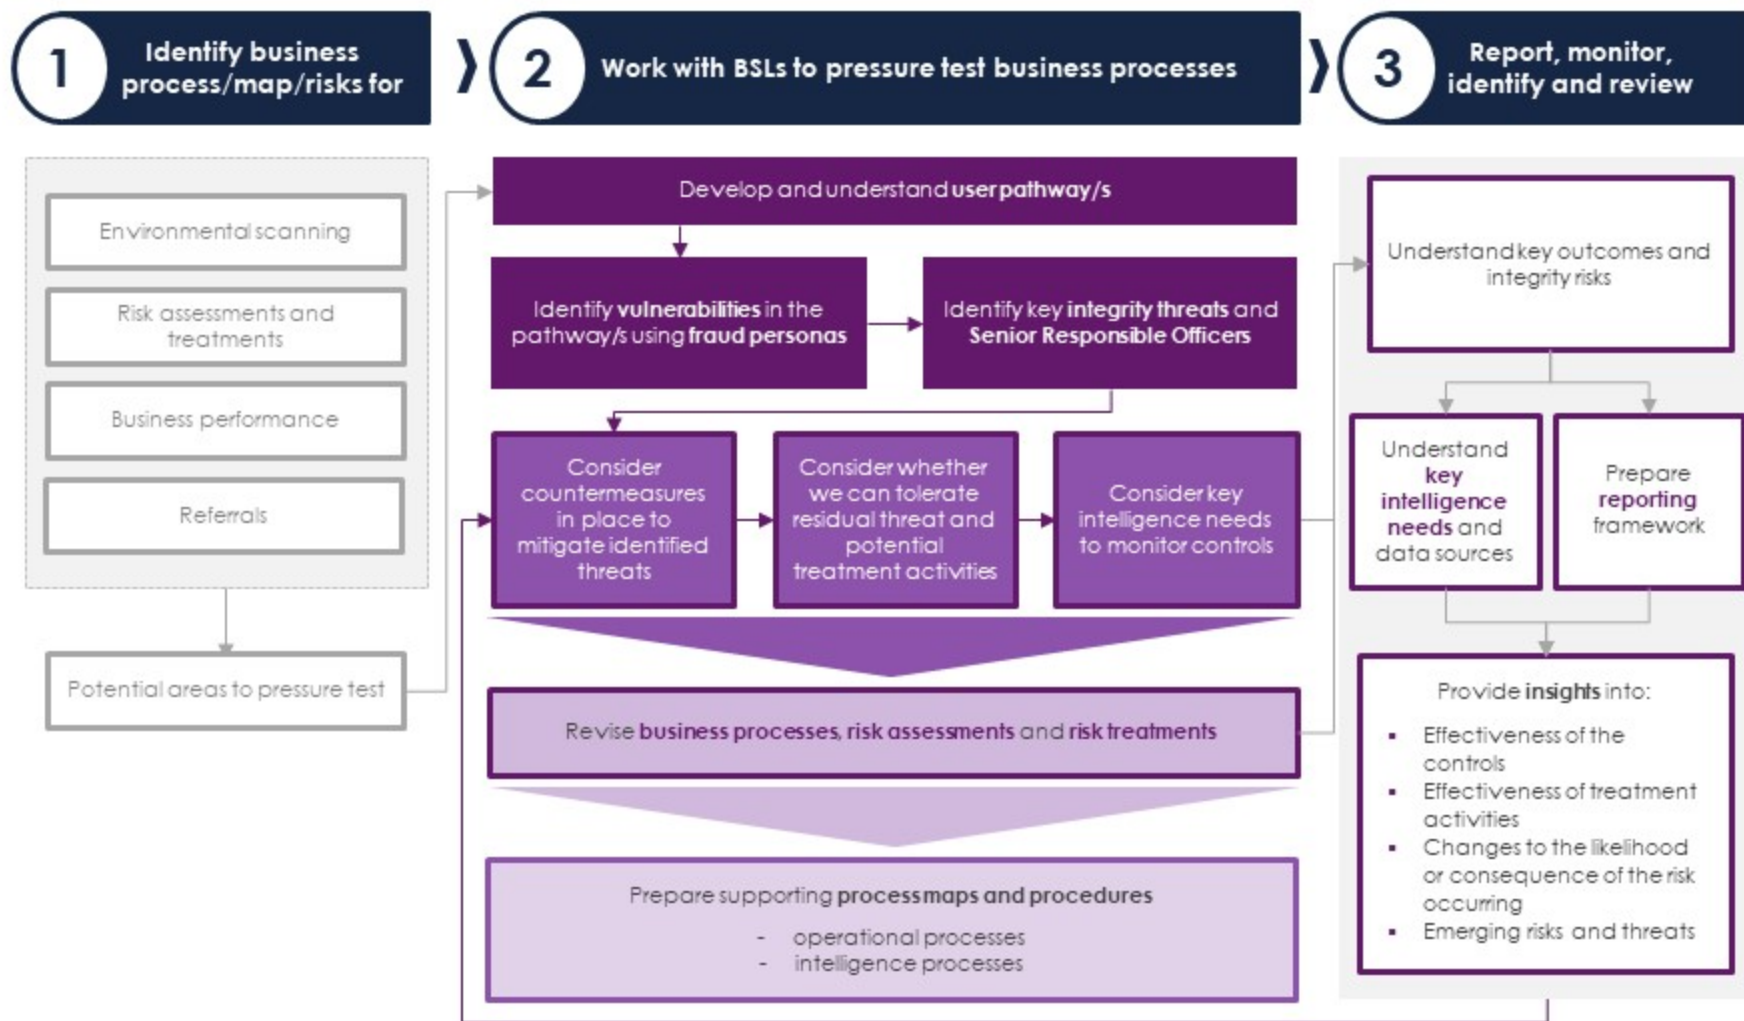 1
Identify business
process/map/risks for
2
Work with BSLs to pressure test business processes
3
Report, monitor,
identify and review
Environmental scanning
Risk assessments and
treatments
Business performance
Referrals
Potential areas to pressure test
Develop and understand user pathway/s
Identify vulnerabilities in the
pathway/s using fraud personas
Identify key integrity threats and
Senior Responsible Officers
Consider
countermeasures
in place to
mitigate identified
threats
Consider whether
we can tolerate
residual threat and
potential
treatment activities
Consider key
intelligence needs
to monitor controls
Revise business processes, risk assessments and risk treatments
Prepare supporting process maps and procedures
- operational processes
- intelligence processes
Understand key outcomes and
integrity risks
Understand
key
intelligence
needs and
data sources
Prepare
reporting
framework
Provide insights into:
▪ Effectiveness of the
controls
▪ Effectiveness of treatment
activities
▪ Changes to the likelihood
or consequence of the risk
occurring
▪ Emerging risks and threats